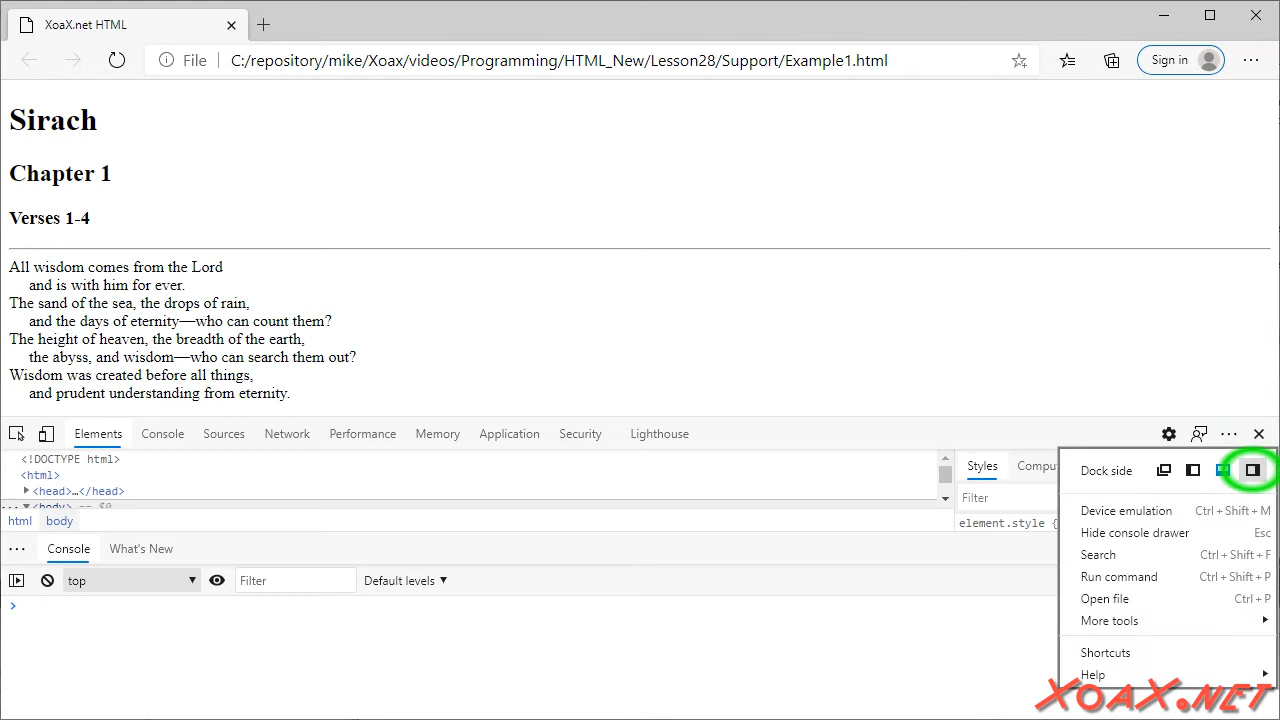 XoaX.net HTML
File
C:/repository/mike/Xoax/videos/Programming/HTML_New/Lesson28/Support/Example1.html
Sign in
Sirach
Chapter 1
Verses 1-4
All wisdom comes from the Lord
and is with him for ever.
The sand of the sea, the drops of rain,
and the days of eternity—who can count them?
The height of heaven, the breadth of the earth,
the abyss, and wisdom—who can search them out?
Wisdom was created before all things,
and prudent understanding from eternity.
Elements Console Sources Network Performance Memory Application Security Lighthouse
<!DOCTYPE html>
<html>
<head>…</head>
<body> == $0
html body
Styles Compu
Filter
element.style {
Dock side
Device emulation Ctrl + Shift + M
Hide console drawer Esc
Search Ctrl + Shift + F
Run command Ctrl + Shift + P
Open file Ctrl + P
More tools
Shortcuts
Help
Console What's New
top Filter Default levels
XOAX.NET